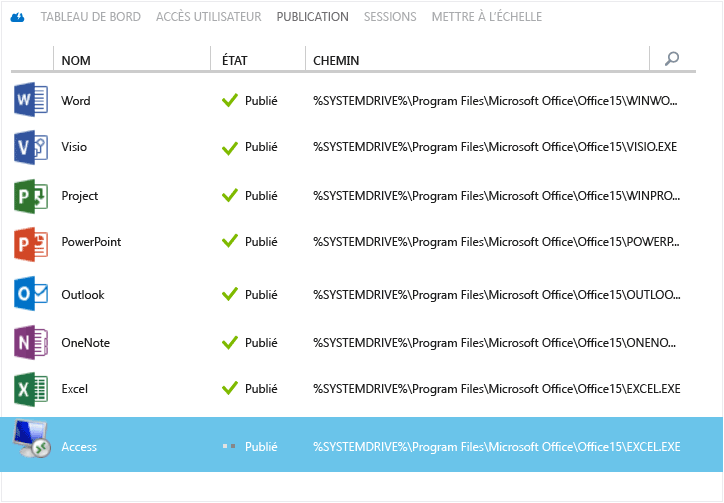 TABLEAU DE BORD ACCÈS UTILISATEUR PUBLICATION SESSIONS METTRE À L'ÉCHELLE
NOM ÉTAT CHEMIN
Word Publié %SYSTEMDRIVE%\Program Files\Microsoft Office\Office15\WINWO...
Visio Publié %SYSTEMDRIVE%\Program Files\Microsoft Office\Office15\VISIO.EXE
Project Publié %SYSTEMDRIVE%\Program Files\Microsoft Office\Office15\WINPRO...
PowerPoint Publié %SYSTEMDRIVE%\Program Files\Microsoft Office\Office15\POWERP...
Outlook Publié %SYSTEMDRIVE%\Program Files\Microsoft Office\Office15\OUTLOO...
OneNote Publié %SYSTEMDRIVE%\Program Files\Microsoft Office\Office15\ONENO...
Excel Publié %SYSTEMDRIVE%\Program Files\Microsoft Office\Office15\EXCEL.EXE
Access Publié %SYSTEMDRIVE%\Program Files\Microsoft Office\Office15\EXCEL.EXE